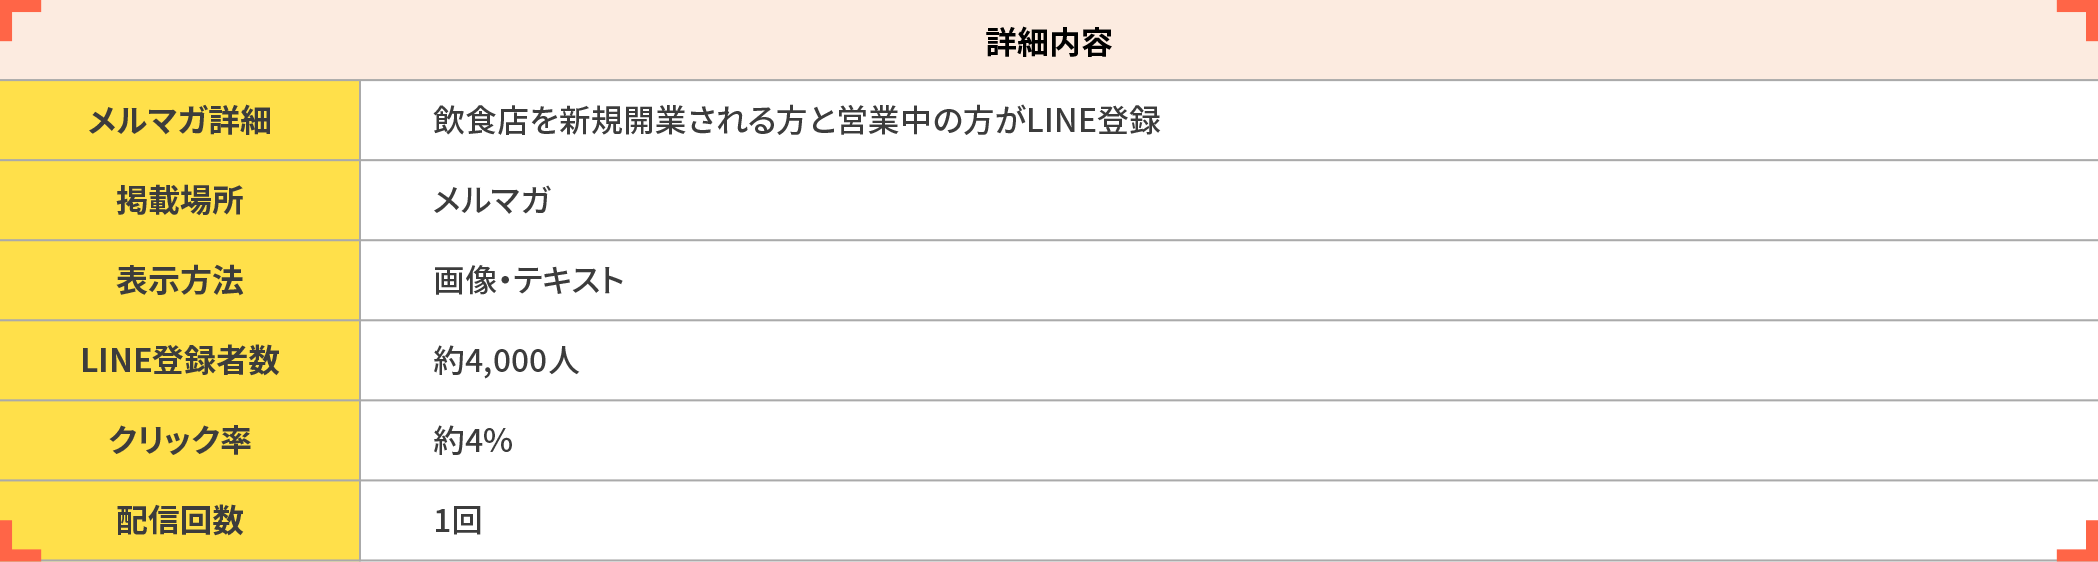 詳細内容
メルマガ詳細 飲食店を新規開業される方と営業中の方がLINE登録
掲載場所 メルマガ
表示方法 画像・テキスト
LINE登録者数 約4,000人
クリック率 約4%
配信回数 1回